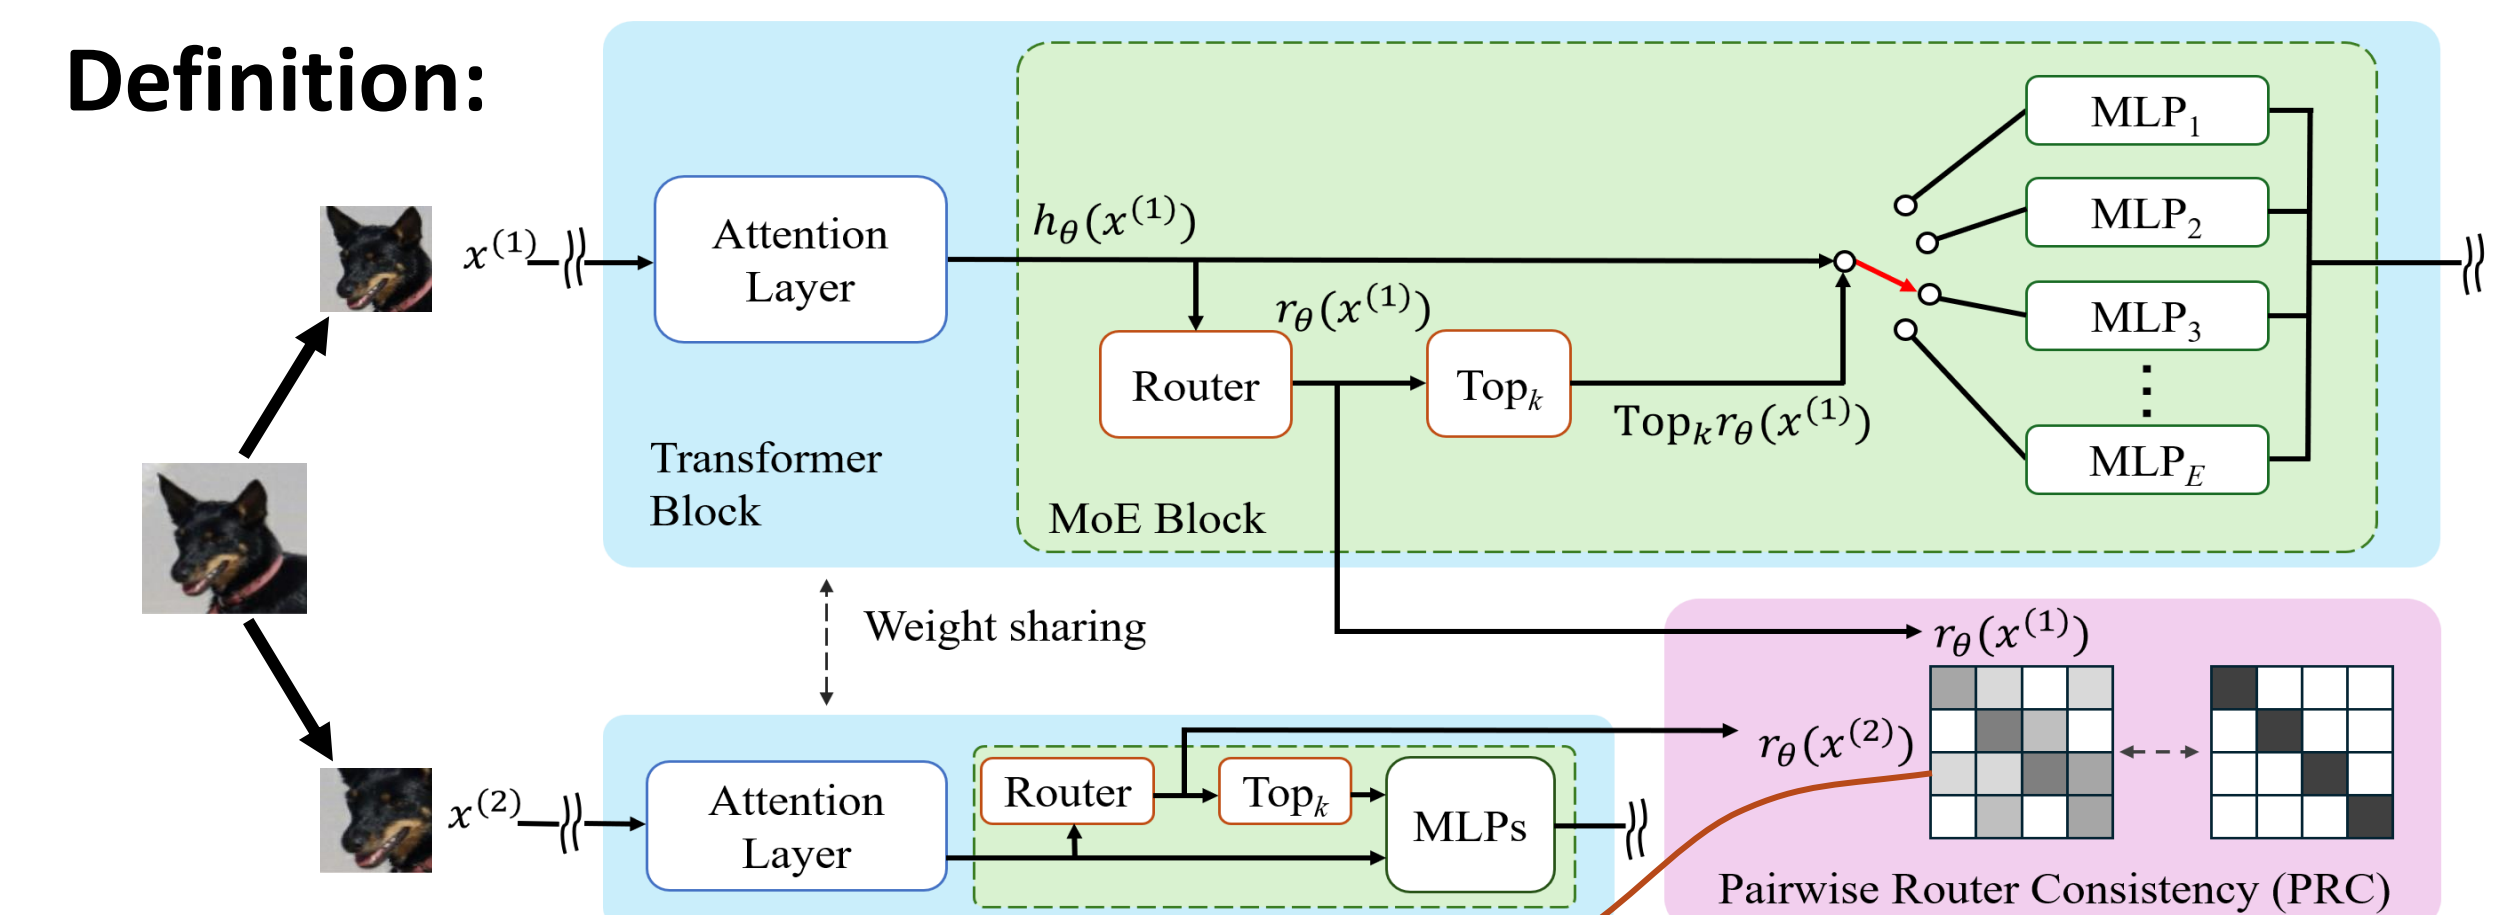 Definition:
x^(1)
Attention
Layer
h_θ(x^(1))
r_θ(x^(1))
Router
Top_k
Top_k r_θ(x^(1))
MLP_1
MLP_2
MLP_3
⋮
MLP_E
Transformer
Block
MoE Block
Weight sharing
r_θ(x^(1))
r_θ(x^(2))
x^(2)
Attention
Layer
Router
Top_k
MLPs
Pairwise Router Consistency (PRC)